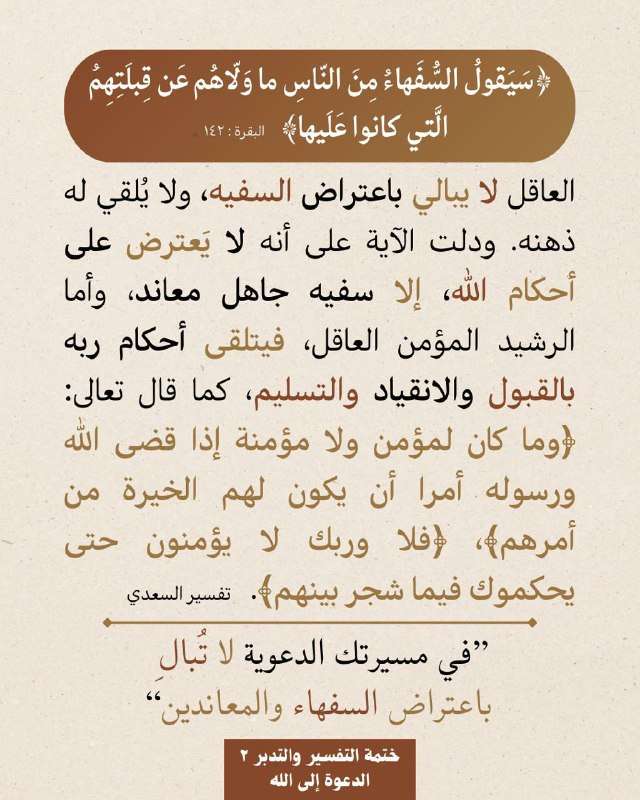 ﴿سَيَقولُ السُّفَهاءُ مِنَ النّاسِ ما وَلّاهُم عَن قِبلَتِهِمُ
الَّتي كانوا عَلَيها﴾ البقرة : ١٤٢
العاقل لا يبالي باعتراض السفيه، ولا يُلقي له
ذهنه. ودلت الآية على أنه لا يَعترض على
أحكام الله، إلا سفيه جاهل معاند، وأما
الرشيد المؤمن العاقل، فيتلقى أحكام ربه
بالقبول والانقياد والتسليم، كما قال تعالى:
﴿وما كان لمؤمن ولا مؤمنة إذا قضى الله
ورسوله أمرا أن يكون لهم الخيرة من
أمرهم﴾، ﴿فلا وربك لا يؤمنون حتى
يحكموك فيما شجر بينهم﴾. تفسير السعدي
”في مسيرتك الدعوية لا تُبالِ
باعتراض السفهاء والمعاندين“
ختمة التفسير والتدبر ٢
الدعوة إلى الله